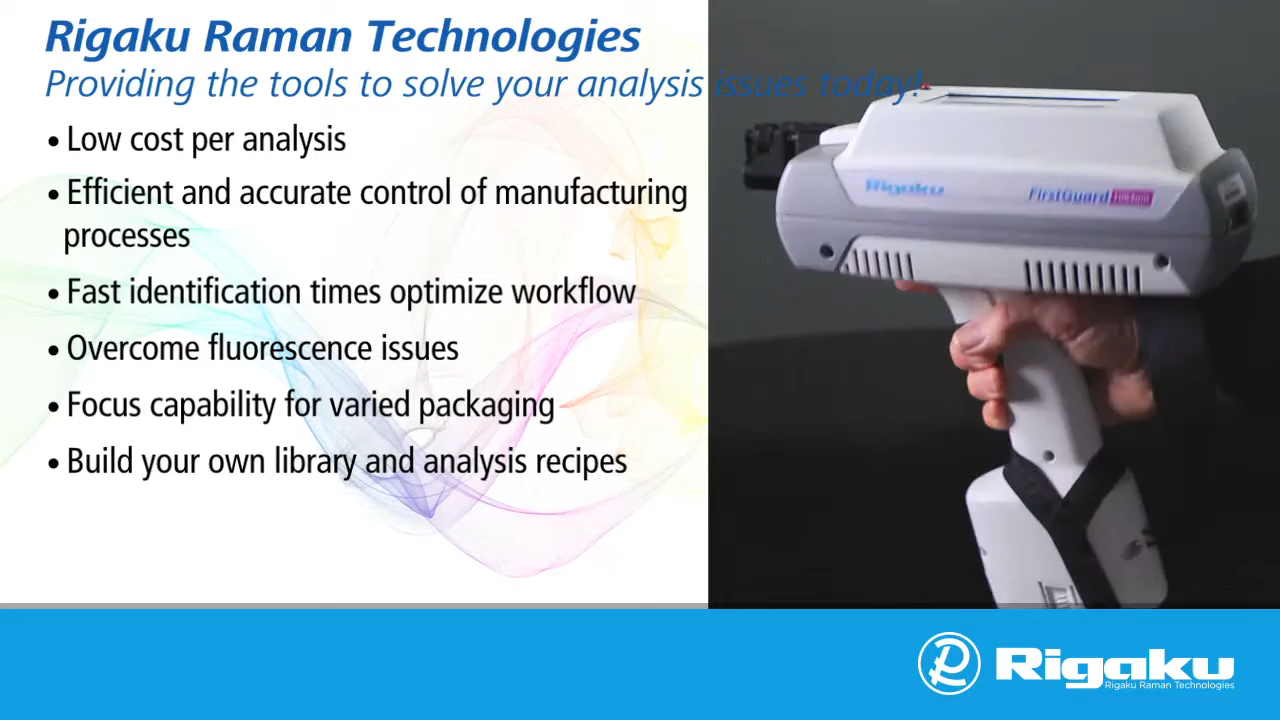 Rigaku Raman Technologies
Providing the tools to solve your analysis issues today!
• Low cost per analysis
• Efficient and accurate control of manufacturing
processes
• Fast identification times optimize workflow
• Overcome fluorescence issues
• Focus capability for varied packaging
• Build your own library and analysis recipes
Rigaku
FirstGuard
Rigaku
Rigaku Raman Technologies